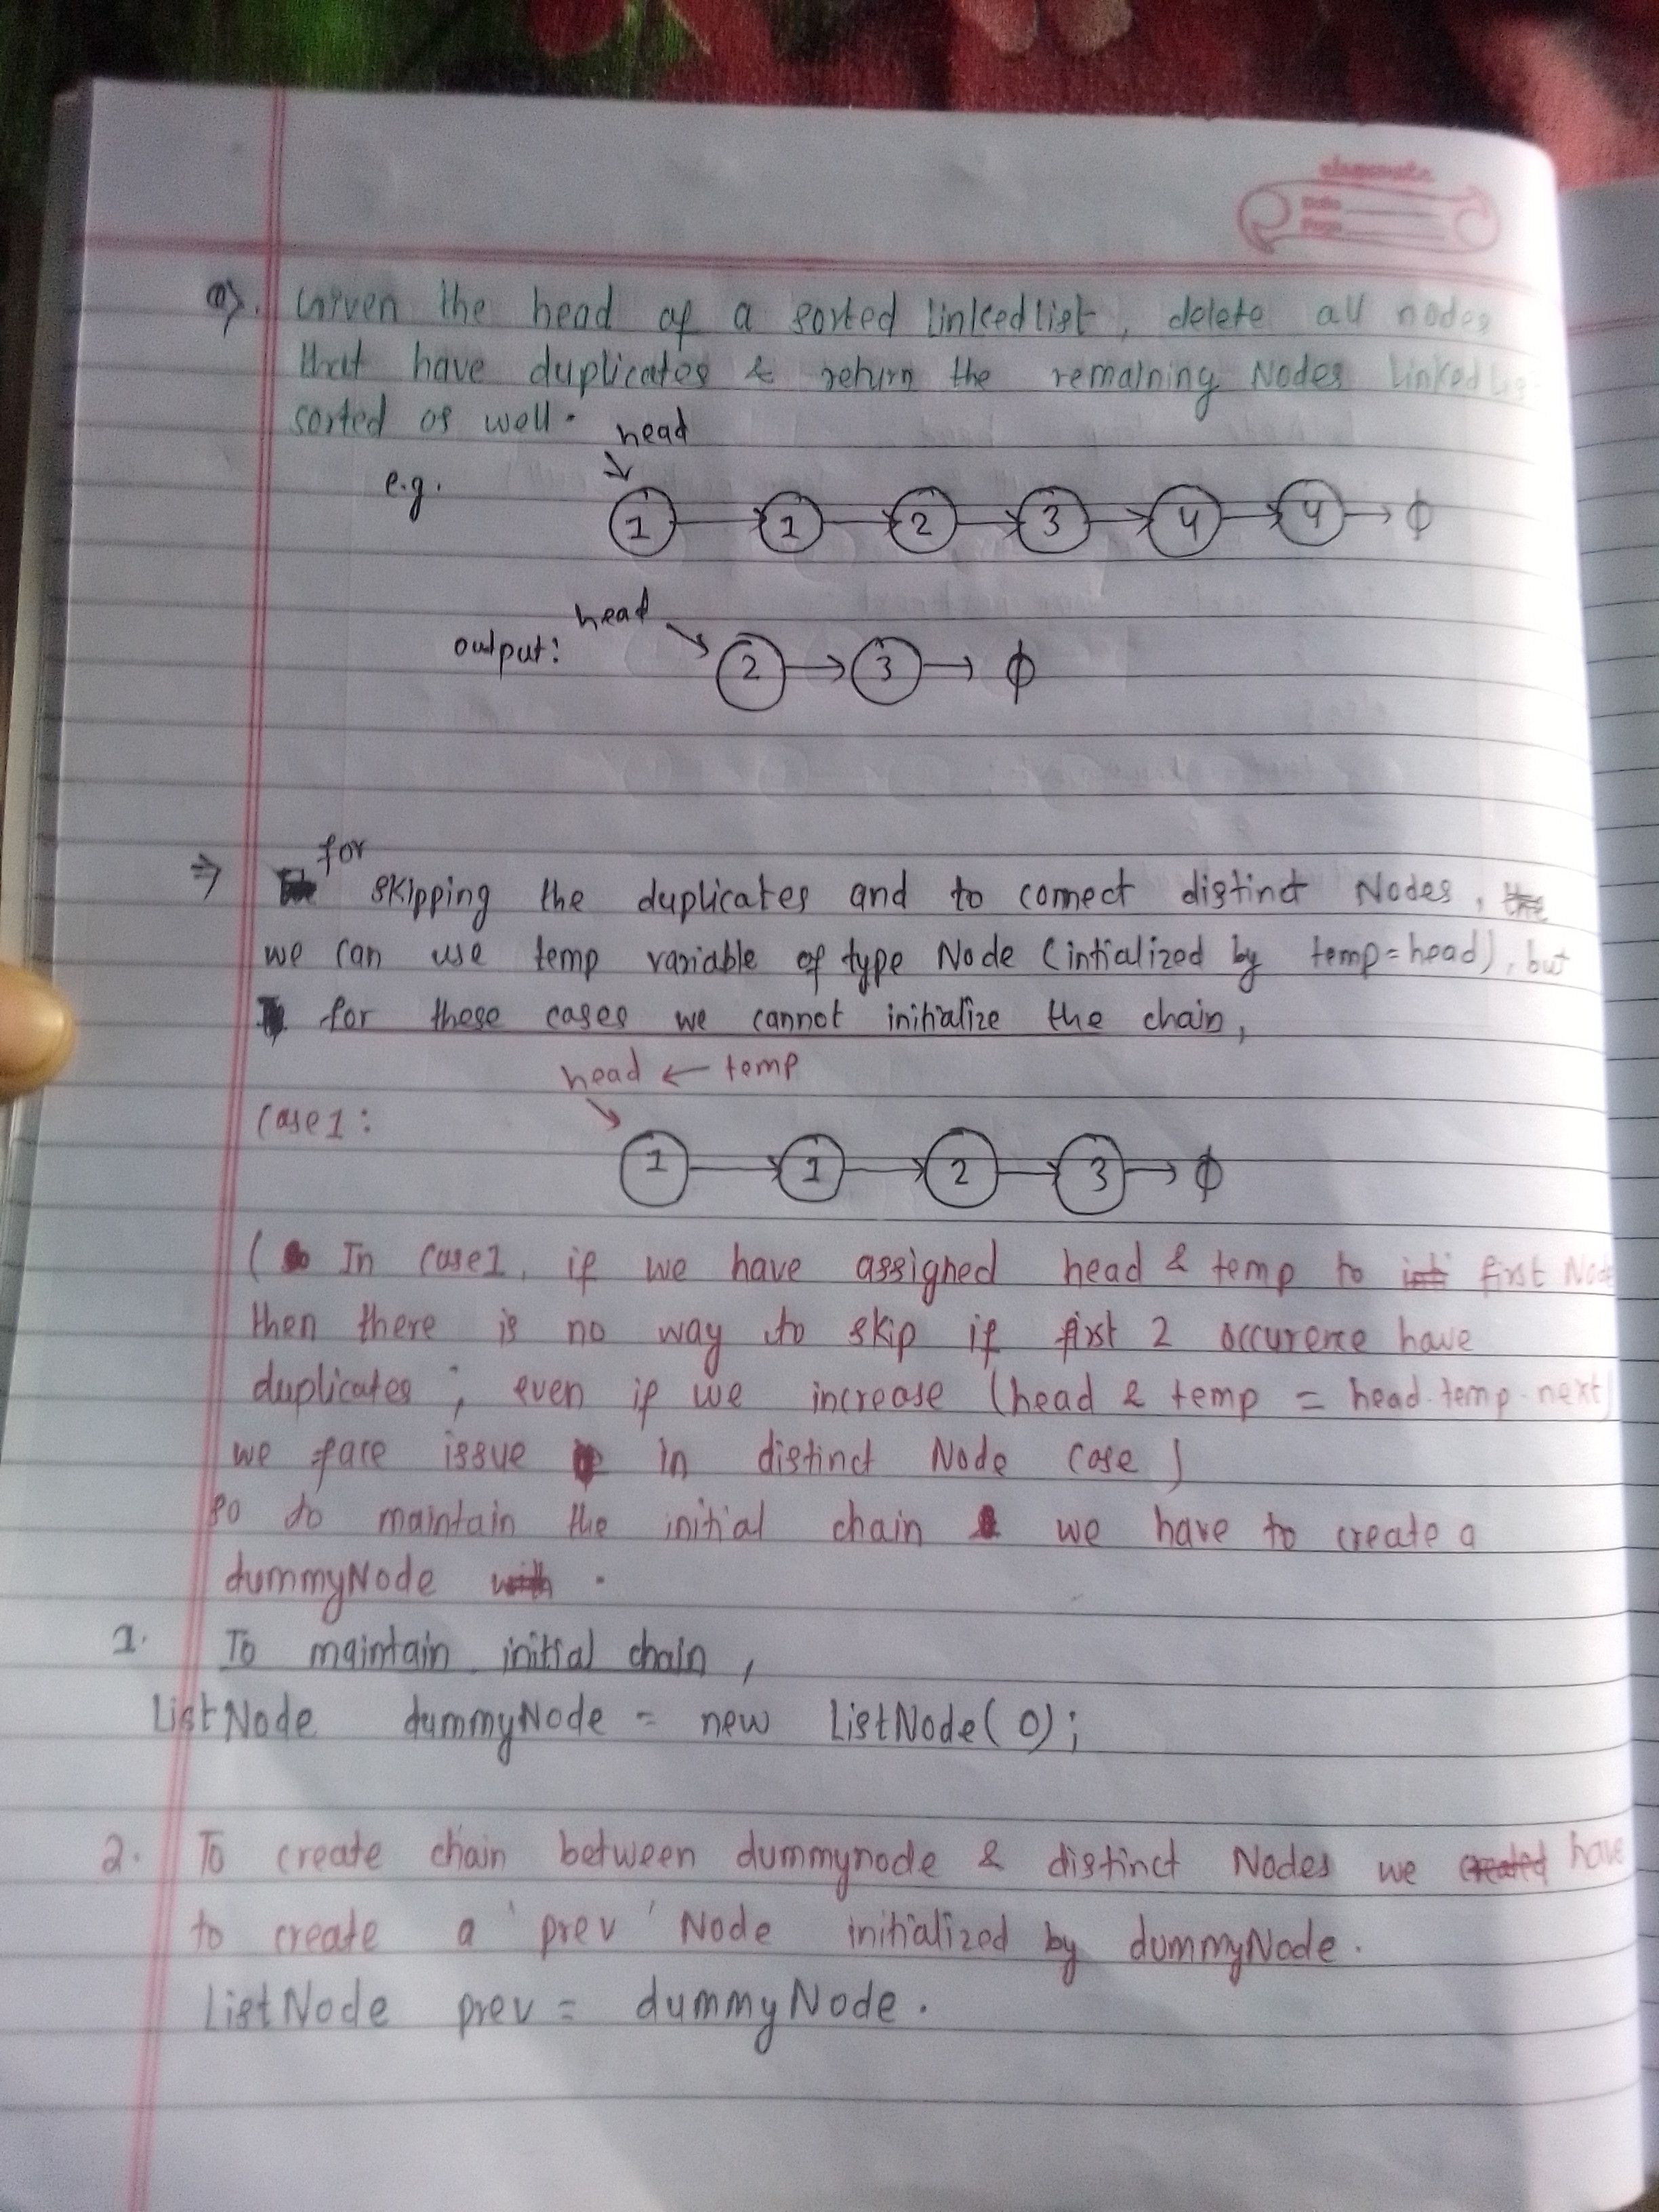 classmate
Date
Page
Q). Given the head of a sorted linkedlist, delete all nodes
that have duplicates & return the remaining Nodes
sorted as well.
head
e.g. 1 → 1 → 2 → 3 → 4 → 4 → ϕ
head
output: 2 → 3 → ϕ
for
⇒ skipping the duplicates and to connect distinct Nodes,
we can use temp variable of type Node (intialized by temp=head), but
for these cases we cannot initialize the chain,
head ← temp
Case1: 1 → 1 → 2 → 3 → ϕ
( In case1, if we have assigned head & temp to first Node
then there is no way to skip if first 2 occurence have
duplicates ; even if we increase (head & temp = head.temp.next)
we face issue in distinct Node case )
so to maintain the initial chain we have to create a
dummyNode .
1. To maintain initial chain,
ListNode dummyNode = new ListNode(0);
2. To create chain between dummynode & distinct Nodes we have
to create a 'prev' Node initialized by dummyNode.
ListNode prev = dummyNode.